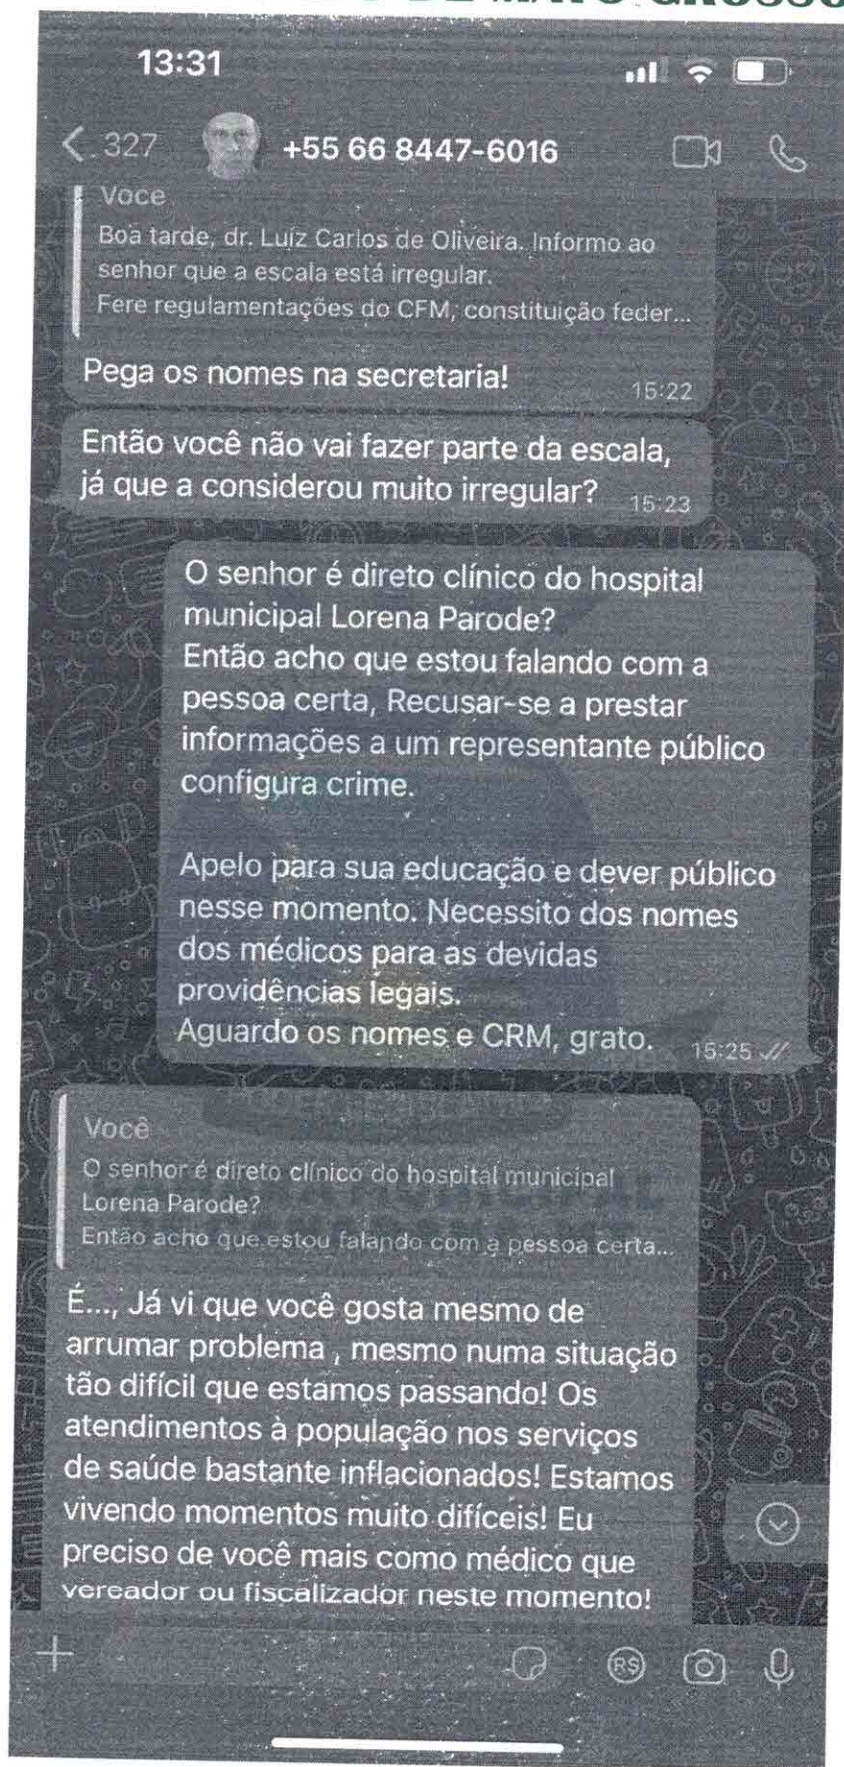 DE MATO GROSSO
13:31
327
+55 66 8447-6016
Voce
Boa tarde, dr. Luíz Carlos de Oliveira. Informo ao
senhor que a escala está irregular.
Fere regulamentações do CFM, constituição feder...
Pega os nomes na secretaria!
15:22
Então você não vai fazer parte da escala,
já que a considerou muito irregular?
15:23
O senhor é direto clínico do hospital
municipal Lorena Parode?
Então acho que estou falando com a
pessoa certa, Recusar-se a prestar
informações a um representante público
configura crime.
Apelo para sua educação e dever público
nesse momento. Necessito dos nomes
dos médicos para as devidas
providências legais.
Aguardo os nomes e CRM, grato.
15:25
Você
O senhor é direto clínico do hospital municipal
Lorena Parode?
Então acho que estou falando com a pessoa certa...
É..., Já vi que você gosta mesmo de
arrumar problema , mesmo numa situação
tão difícil que estamos passando! Os
atendimentos à população nos serviços
de saúde bastante inflacionados! Estamos
vivendo momentos muito difíceis! Eu
preciso de você mais como médico que
vereador ou fiscalizador neste momento!
R$